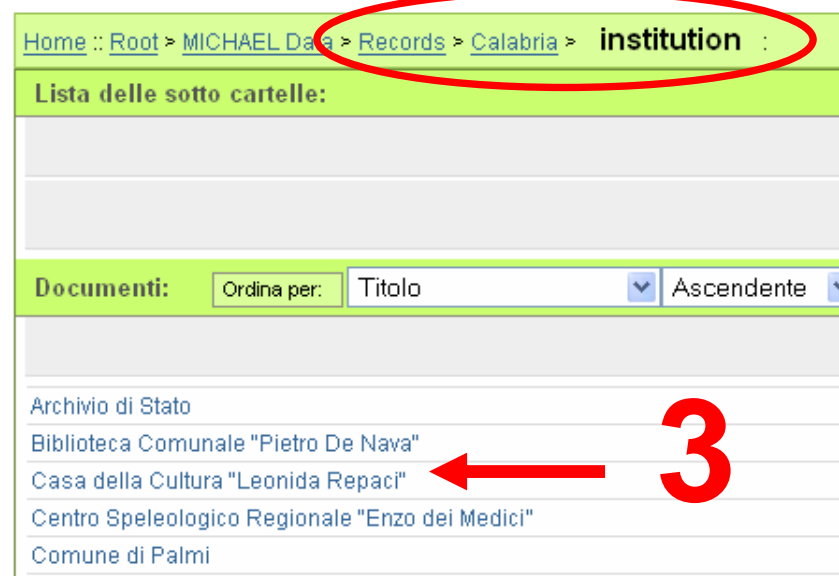 Home :: Root > MICHAEL Data > Records > Calabria > institution :
Lista delle sotto cartelle:
Documenti: Ordina per: Titolo Ascendente
Archivio di Stato
Biblioteca Comunale "Pietro De Nava"
Casa della Cultura "Leonida Repaci"
3
Centro Speleologico Regionale "Enzo dei Medici"
Comune di Palmi